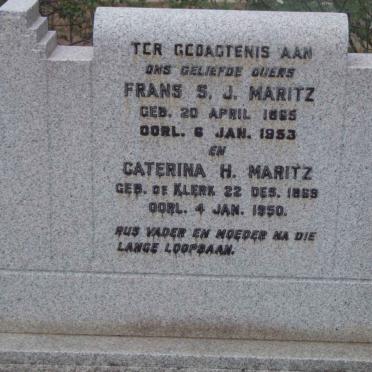 TER GEDAGTENIS AAN
ONS GELIEFDE OUERS
FRANS S. J. MARITZ
GEB. 20 APRIL 1865
OORL. 6 JAN. 1953
EN
CATERINA H. MARITZ
GEB. DE KLERK 22 DES. 1869
OORL. 4 JAN. 1950.
RUS VADER EN MOEDER NA DIE
LANGE LOOPBAAN.